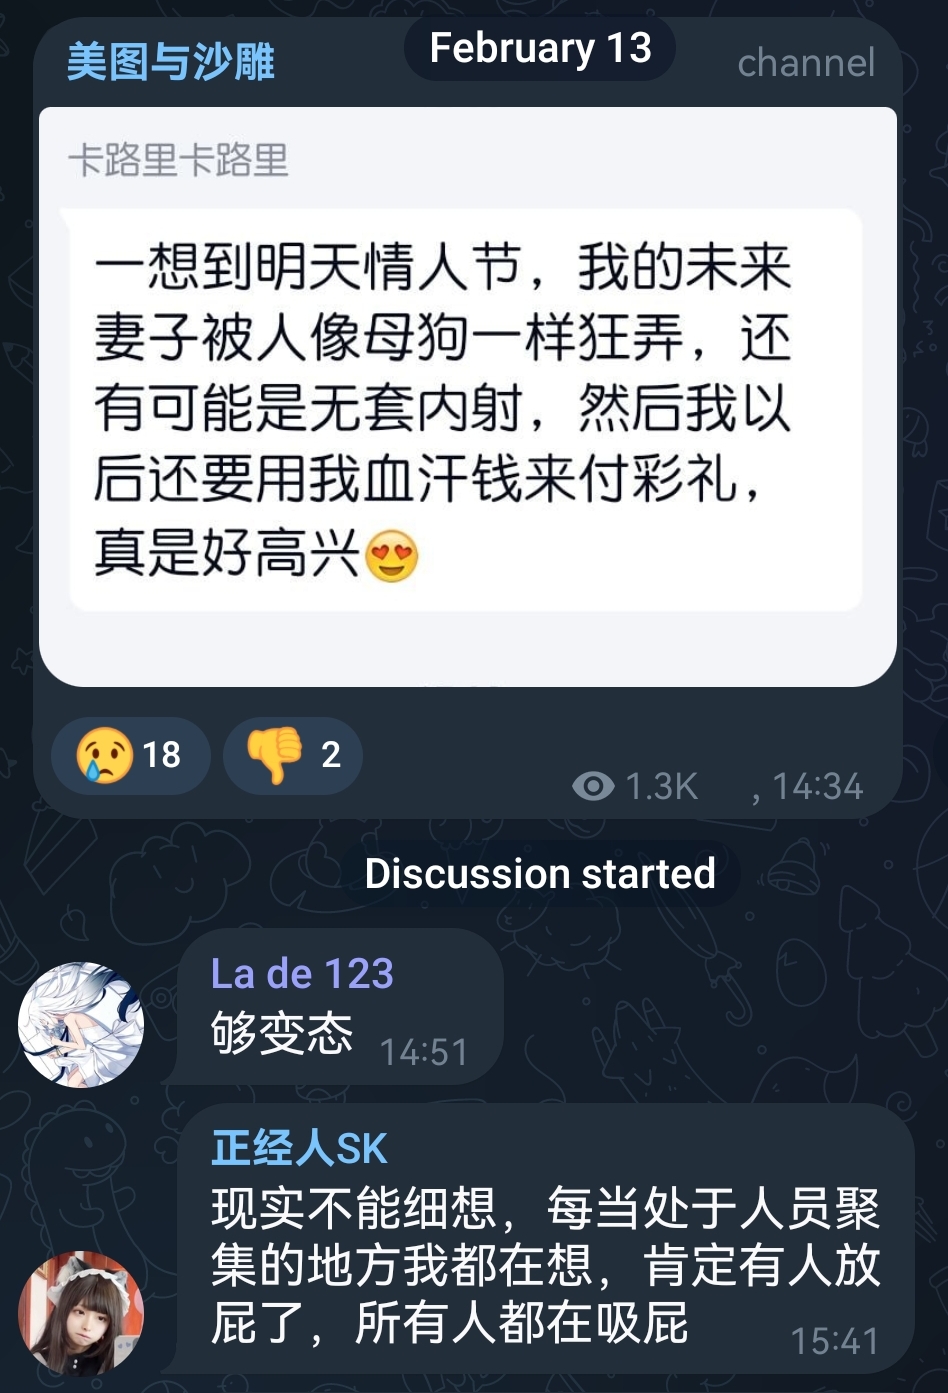 美图与沙雕
February 13
channel
卡路里卡路里
一想到明天情人节，我的未来
妻子被人像母狗一样狂弄，还
有可能是无套内射，然后我以
后还要用我血汗钱来付彩礼，
真是好高兴😍
😢 18 👎 2
1.3K , 14:34
Discussion started
La de 123
够变态 14:51
正经人SK
现实不能细想，每当处于人员聚
集的地方我都在想，肯定有人放
屁了，所有人都在吸屁
15:41